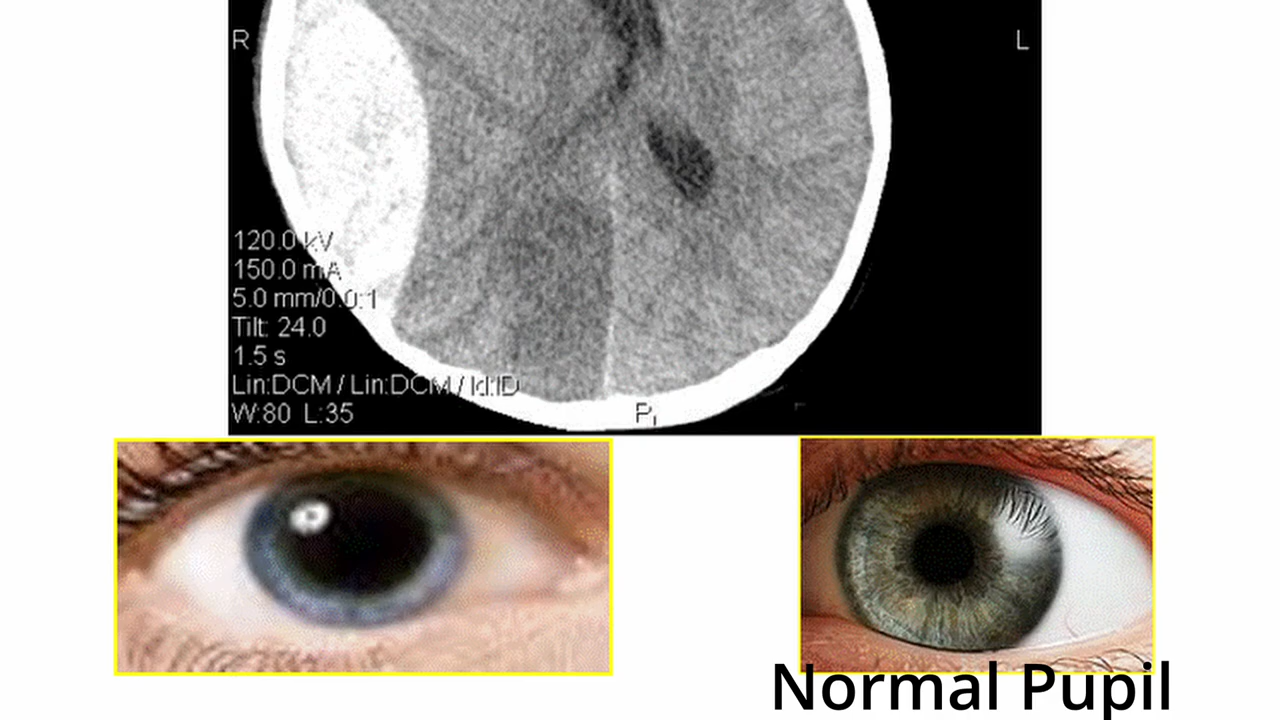 R
L
120.0 kV
150.0 mA
5.0 mm/0.0:1
Tilt: 24.0
1.5 s
Lin:DCM / Lin:DCM / Id:ID
W:80 L:35
P
Normal Pupil